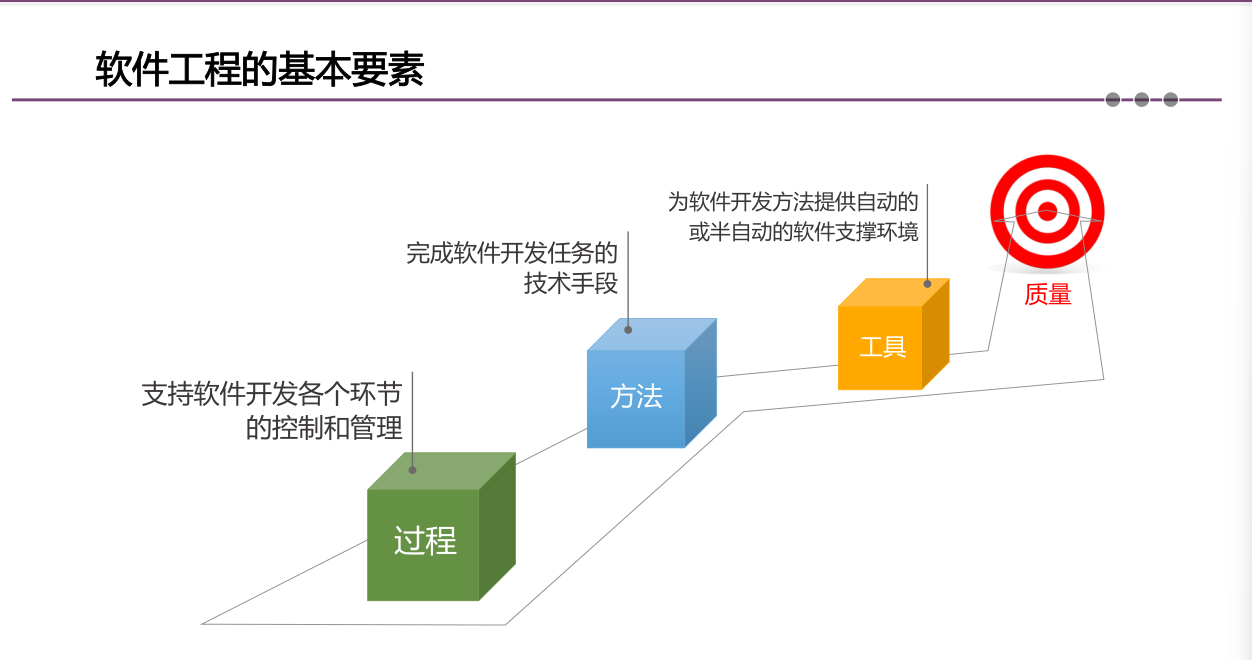 软件工程的基本要素
为软件开发方法提供自动的
或半自动的软件支撑环境
完成软件开发任务的
技术手段
质量
工具
支持软件开发各个环节
的控制和管理
方法
过程